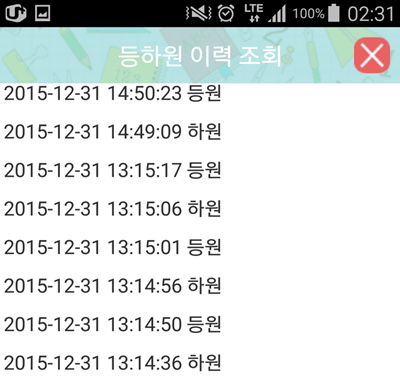 LTE 100% 02:31
등하원 이력 조회
2015-12-31 14:50:23 등원
2015-12-31 14:49:09 하원
2015-12-31 13:15:17 등원
2015-12-31 13:15:06 하원
2015-12-31 13:15:01 등원
2015-12-31 13:14:56 하원
2015-12-31 13:14:50 등원
2015-12-31 13:14:36 하원